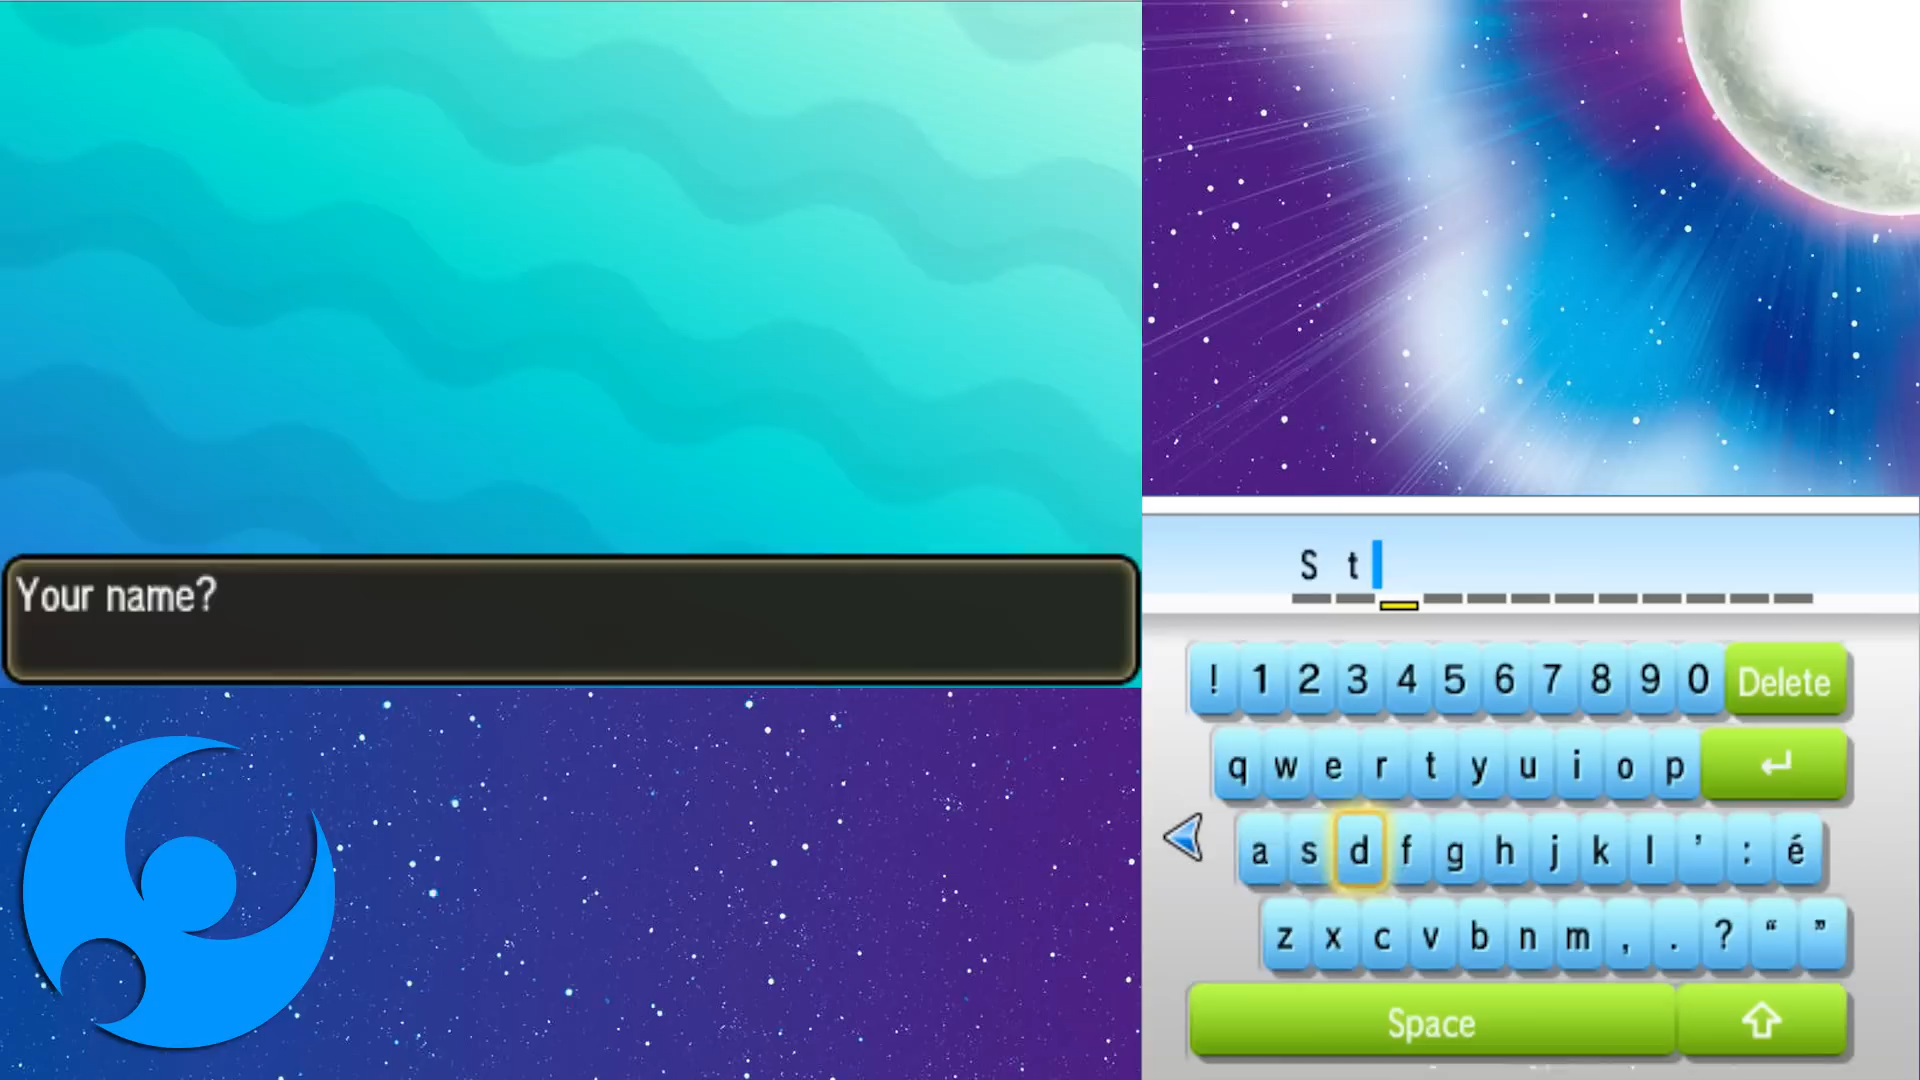 Your name?
S t
! 1 2 3 4 5 6 7 8 9 0 Delete
q w e r t y u i o p ↵
a s d f g h j k l ’ : é
z x c v b n m , . ? “ ”
Space